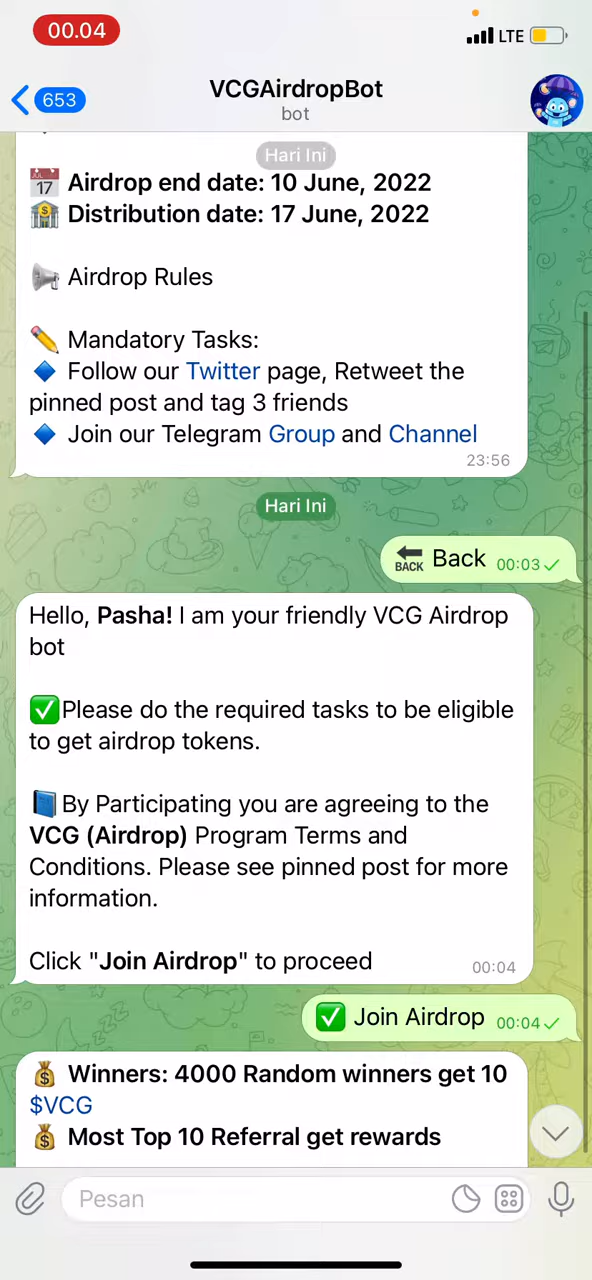 00.04
LTE
653
VCGAirdropBot
bot
Hari Ini
JUL
17
Airdrop end date: 10 June, 2022
Distribution date: 17 June, 2022
Airdrop Rules
Mandatory Tasks:
Follow our Twitter page, Retweet the
pinned post and tag 3 friends
Join our Telegram Group and Channel
23:56
Hari Ini
BACK Back 00:03
Hello, Pasha! I am your friendly VCG Airdrop
bot
Please do the required tasks to be eligible
to get airdrop tokens.
By Participating you are agreeing to the
VCG (Airdrop) Program Terms and
Conditions. Please see pinned post for more
information.
Click "Join Airdrop" to proceed
00:04
Join Airdrop 00:04
Winners: 4000 Random winners get 10
$VCG
Most Top 10 Referral get rewards
Pesan